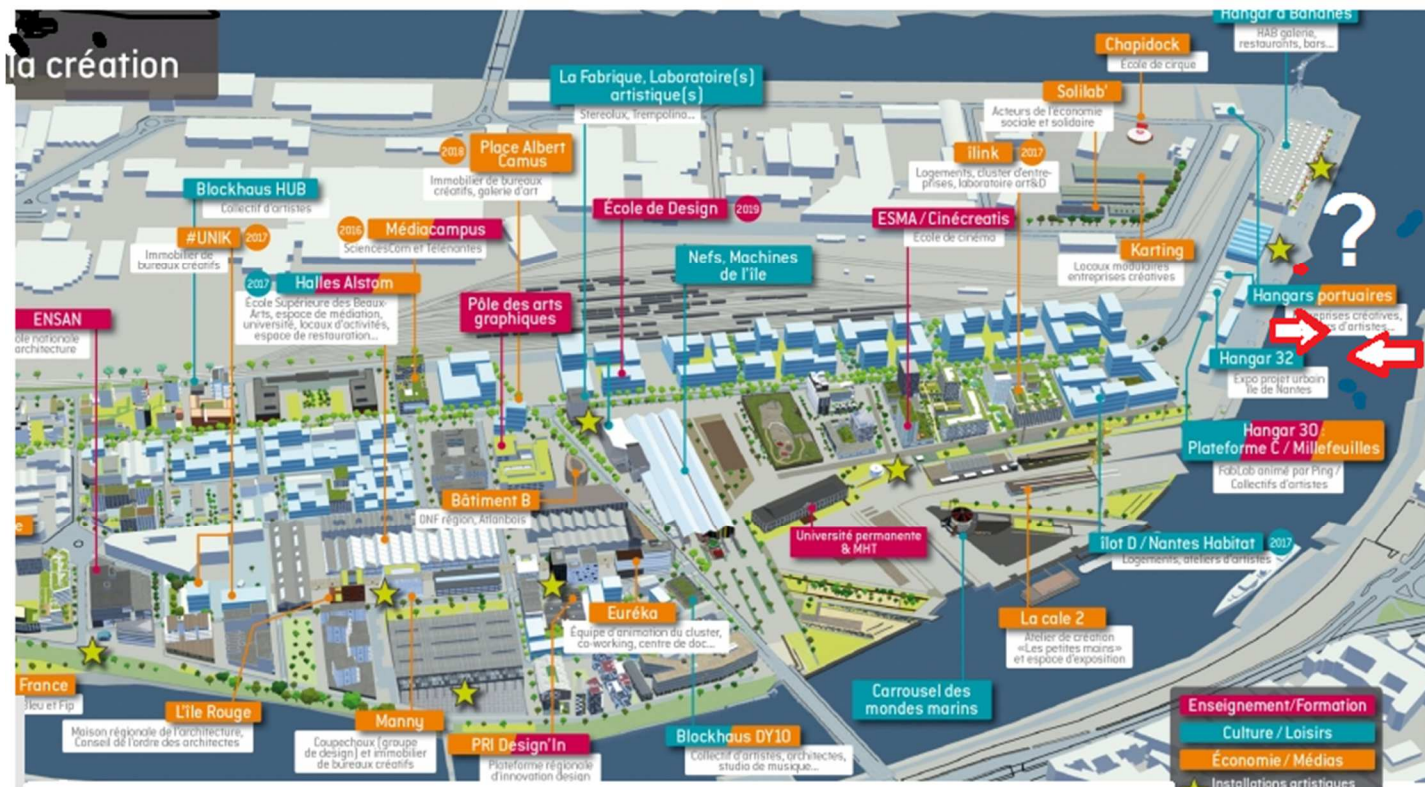 la création
Hangar à Bananes
HAB galerie,
restaurants, bars...
Chapidock
École de cirque
La Fabrique, Laboratoire(s)
artistique(s)
Stereolux, Trempolino...
Solilab'
Acteurs de l'économie
sociale et solidaire
2018 Place Albert
Camus
Immobilier de bureaux
créatifs, galerie d'art
îlink 2017
Logements, cluster d'entre-
prises, laboratoire art&D
Blockhaus HUB
Collectif d'artistes
École de Design 2019
ESMA / Cinécreatis
École de cinéma
#UNIK 2017
Immobilier de
bureaux créatifs
2016 Médiacampus
SciencesCom et Télénantes
Karting
Locaux modulaires
entreprises créatives
?
Nefs, Machines
de l'île
2017 Halles Alstom
École Supérieure des Beaux-
Arts, espace de médiation,
université, locaux d'activités,
espace de restauration...
Pôle des arts
graphiques
Hangars portuaires
créatives,
d'artistes...
ENSAN
nationale
architecture
Hangar 32
Expo projet urbain
île de Nantes
Hangar 30 :
Plateforme C / Millefeuilles
FabLab animé par Ping /
Collectifs d'artistes
Bâtiment B
DNF région, Atlanbois
Université permanente
& MHT
îlot D / Nantes Habitat 2017
Logements, ateliers d'artistes
Euréka
Équipe d'animation du cluster,
co-working, centre de doc...
La cale 2
Atelier de création
«Les petites mains»
et espace d'exposition
France
Bleu et Fip
L'île Rouge
Maison régionale de l'architecture,
Conseil de l'ordre des architectes
Manny
Coupechoux (groupe
de design) et immobilier
de bureaux créatifs
PRI Design'In
Plateforme régionale
d'innovation design
Blockhaus DY10
Collectif d'artistes, architectes,
studio de musique...
Carrousel des
mondes marins
Enseignement/Formation
Culture / Loisirs
Économie / Médias
Installations artistiques